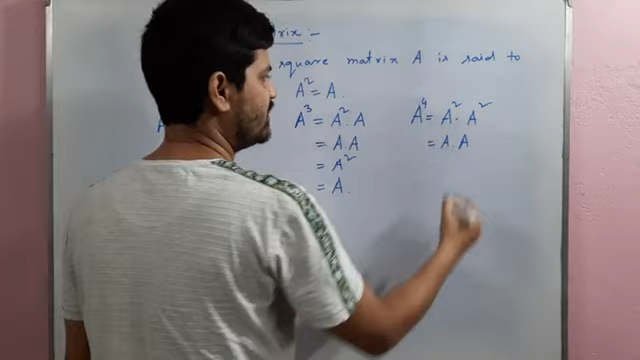 rix :-
square matrix A is said to
A² = A.
A³ = A². A
= A. A
= A²
= A.
A⁴ = A². A²
= A. A